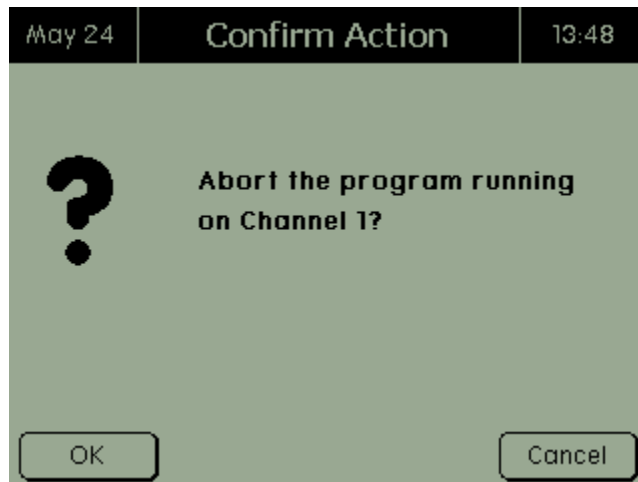 May 24
Confirm Action
13:48
?
Abort the program running
on Channel 1?
OK
Cancel